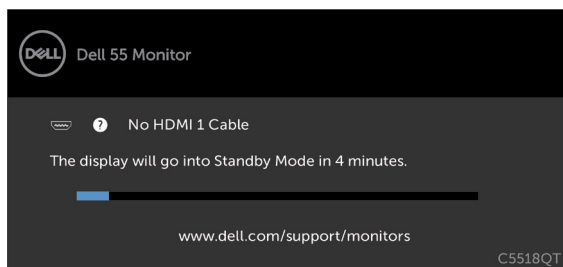 DELL Dell 55 Monitor
? No HDMI 1 Cable
The display will go into Standby Mode in 4 minutes.
www.dell.com/support/monitors
C5518QT